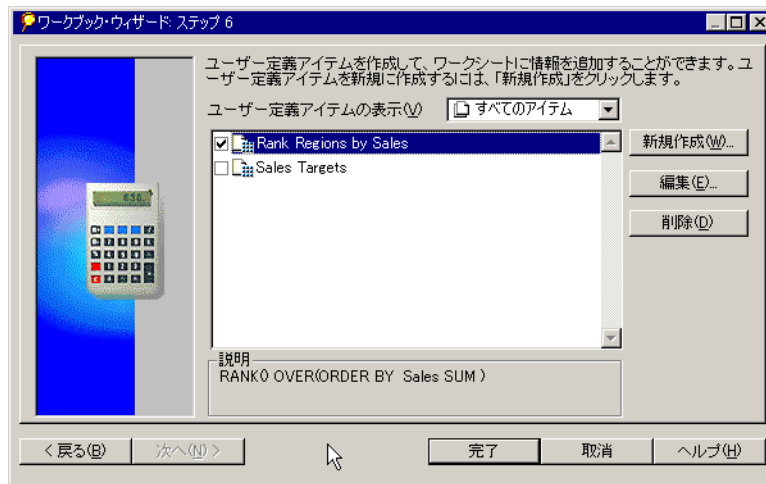 ワークブック・ウィザード: ステップ 6
ユーザー定義アイテムを作成して、ワークシートに情報を追加することができます。ユ
ーザー定義アイテムを新規に作成するには、「新規作成」をクリックします。
ユーザー定義アイテムの表示(V) すべてのアイテム
Rank Regions by Sales
Sales Targets
新規作成(W)...
編集(E)...
削除(D)
630.
説明
RANK() OVER(ORDER BY Sales SUM )
< 戻る(B) 次へ(N) > 完了 取消 ヘルプ(H)